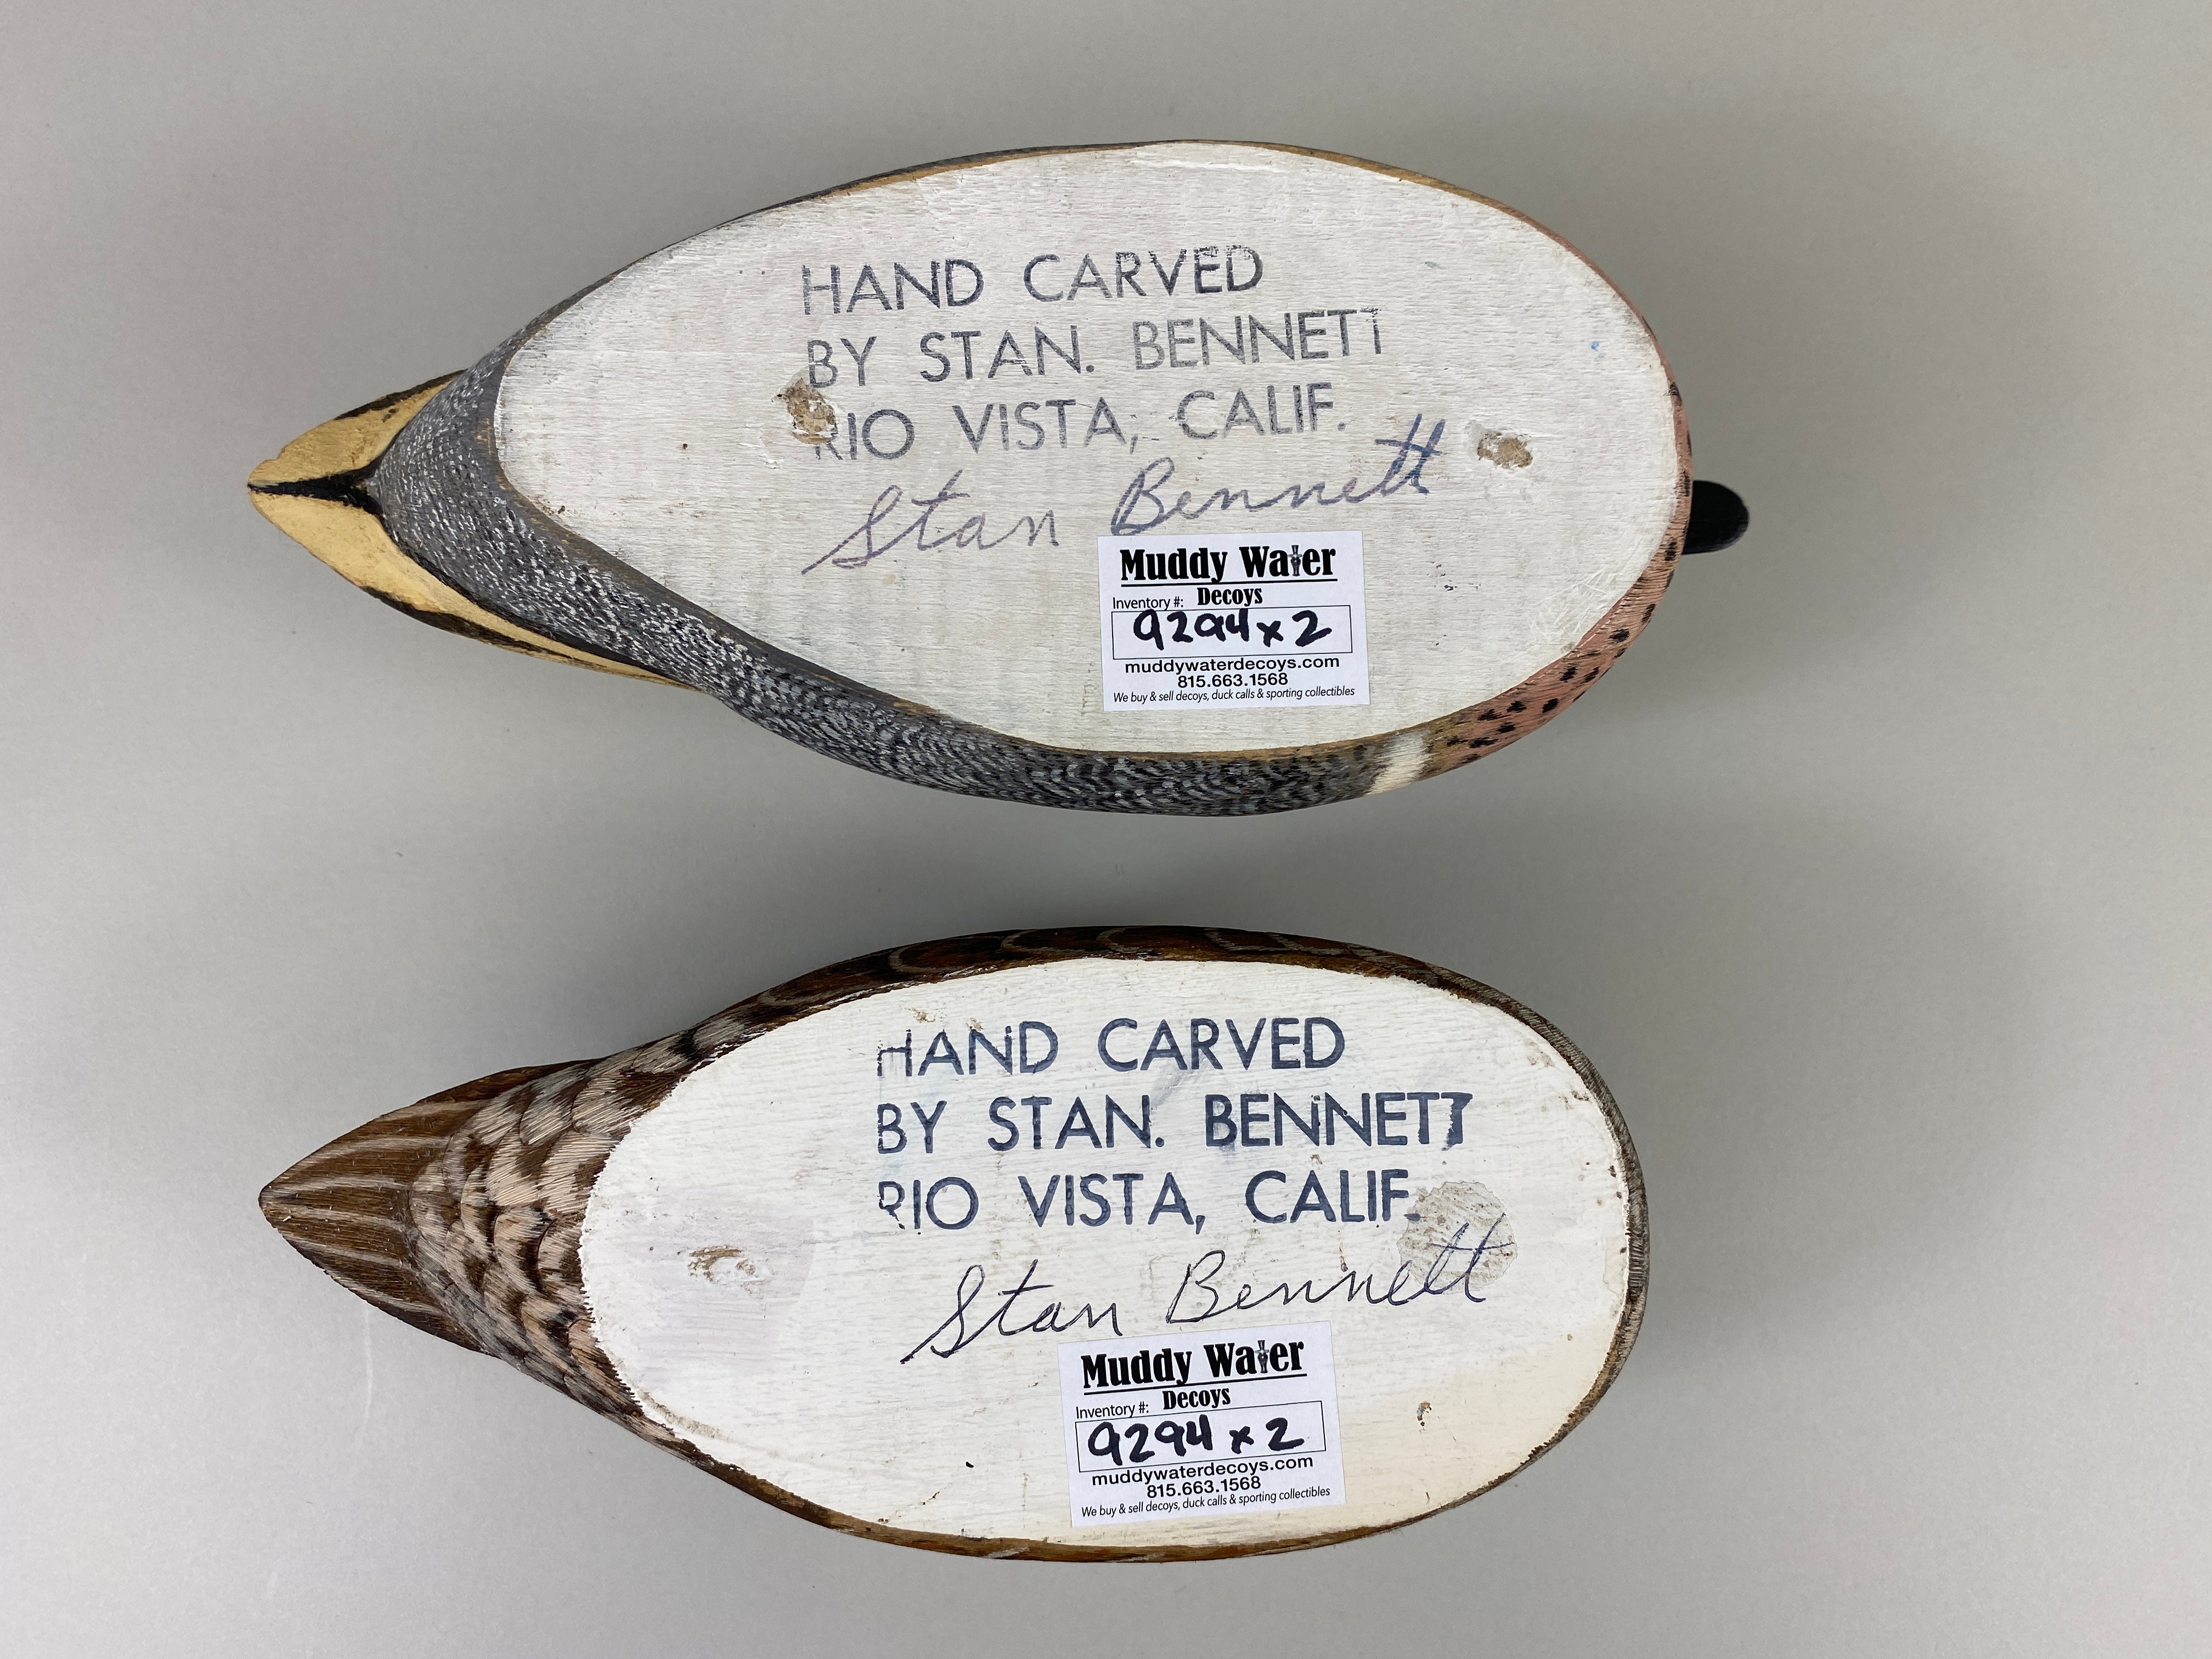 HAND CARVED
BY STAN. BENNETT
RIO VISTA, CALIF.
Stan Bennett
Muddy Water
Decoys
Inventory #:
9294 x 2
muddywaterdecoys.com
815.663.1568
We buy & sell decoys, duck calls & sporting collectibles
HAND CARVED
BY STAN. BENNETT
RIO VISTA, CALIF.
Stan Bennett
Muddy Water
Decoys
Inventory #:
9294 x 2
muddywaterdecoys.com
815.663.1568
We buy & sell decoys, duck calls & sporting collectibles